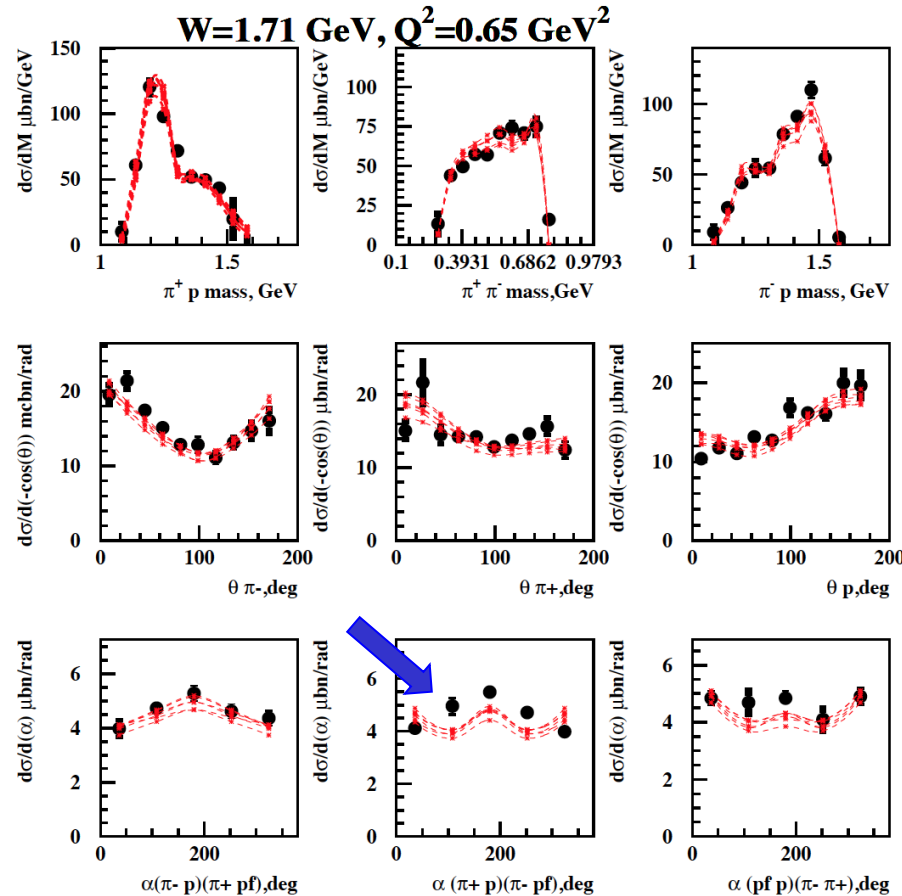 W=1.71 GeV, Q²=0.65 GeV²
dσ/dM μbn/GeV
150
100
50
0
1
1.5
π⁺ p mass, GeV
dσ/dM μbn/GeV
100
75
50
25
0
0.1
0.3931
0.6862
0.9793
π⁺ π⁻ mass,GeV
dσ/dM μbn/GeV
100
50
0
1
1.5
π⁻ p mass, GeV
dσ/d(-cos(θ)) mcbn/rad
20
10
0
0
100
200
θ π-,deg
dσ/d(-cos(θ)) μbn/rad
20
10
0
0
100
200
θ π+,deg
dσ/d(-cos(θ)) μbn/rad
20
10
0
0
100
200
θ p,deg
dσ/d(α) μbn/rad
6
4
2
0
0
200
α(π- p)(π+ pf),deg
dσ/d(α) μbn/rad
6
4
2
0
0
200
α (π+ p)(π- pf),deg
dσ/d(α) μbn/rad
6
4
2
0
0
200
α (pf p)(π- π+),deg